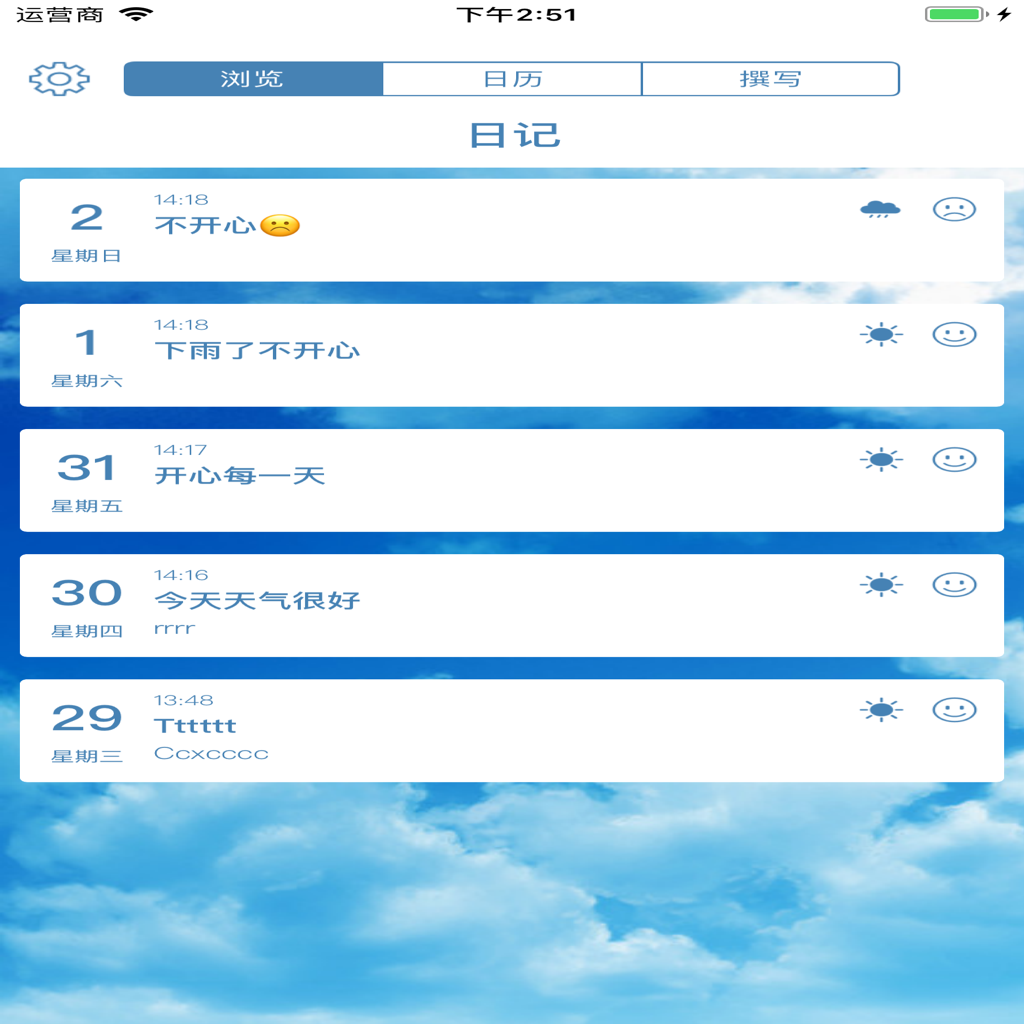 运营商 下午2:51
浏览 日历 撰写
日记
14:18
2 不开心☹️
星期日
14:18
1 下雨了不开心
星期六
14:17
31 开心每一天
星期五
14:16
30 今天天气很好
星期四 rrrr
13:48
29 Tttttt
星期三 Ccxcccc